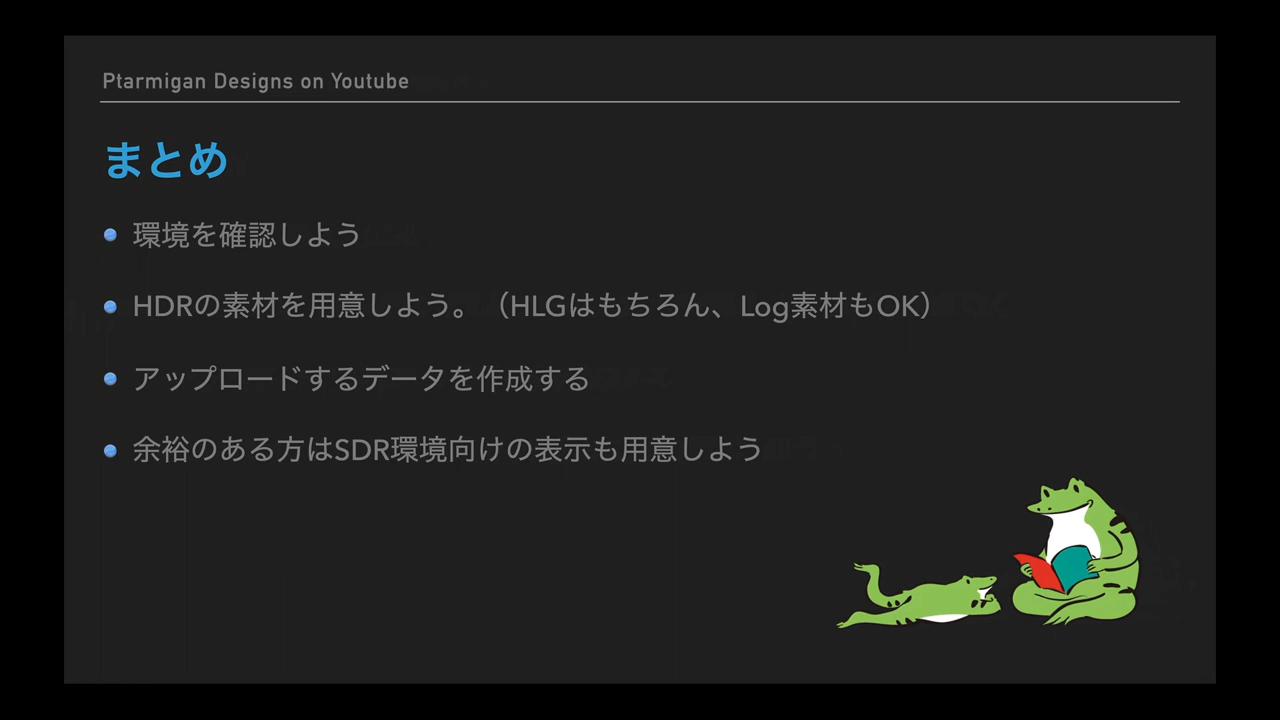 Ptarmigan Designs on Youtube
まとめ
環境を確認しよう
HDRの素材を用意しよう。（HLGはもちろん、Log素材もOK）
アップロードするデータを作成する
余裕のある方はSDR環境向けの表示も用意しよう